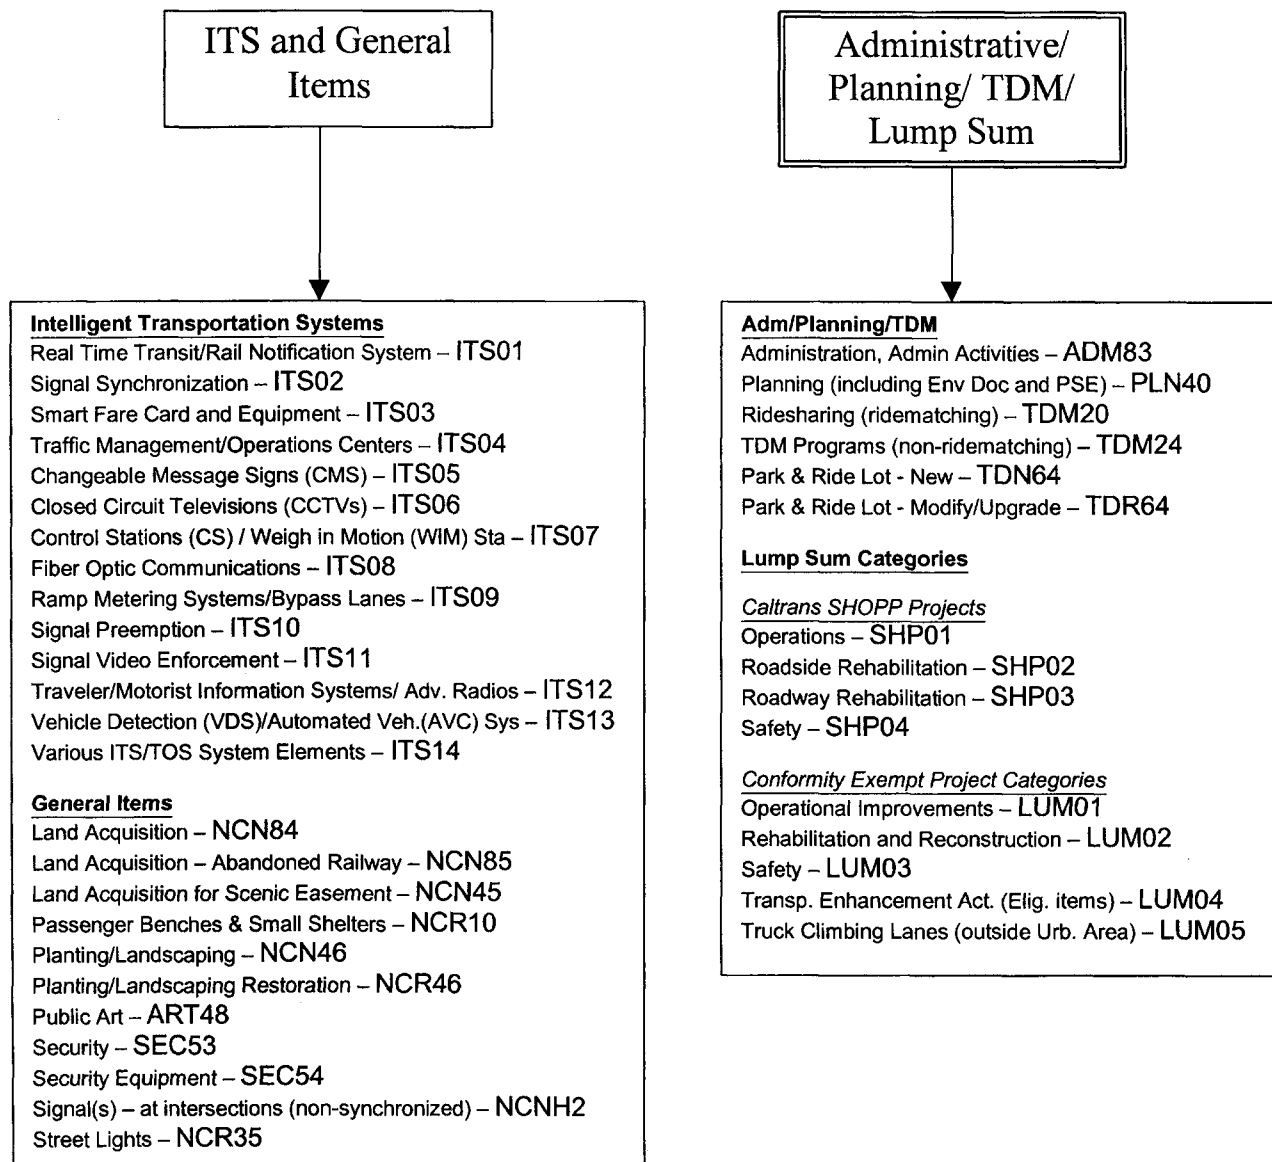 ITS and General
Items
Intelligent Transportation Systems
Real Time Transit/Rail Notification System – ITS01
Signal Synchronization – ITS02
Smart Fare Card and Equipment – ITS03
Traffic Management/Operations Centers – ITS04
Changeable Message Signs (CMS) – ITS05
Closed Circuit Televisions (CCTVs) – ITS06
Control Stations (CS) / Weigh in Motion (WIM) Sta – ITS07
Fiber Optic Communications – ITS08
Ramp Metering Systems/Bypass Lanes – ITS09
Signal Preemption – ITS10
Signal Video Enforcement – ITS11
Traveler/Motorist Information Systems/ Adv. Radios – ITS12
Vehicle Detection (VDS)/Automated Veh.(AVC) Sys – ITS13
Various ITS/TOS System Elements – ITS14
General Items
Land Acquisition – NCN84
Land Acquisition – Abandoned Railway – NCN85
Land Acquisition for Scenic Easement – NCN45
Passenger Benches & Small Shelters – NCR10
Planting/Landscaping – NCN46
Planting/Landscaping Restoration – NCR46
Public Art – ART48
Security – SEC53
Security Equipment – SEC54
Signal(s) – at intersections (non-synchronized) – NCNH2
Street Lights – NCR35
Administrative/
Planning/ TDM/
Lump Sum
Adm/Planning/TDM
Administration, Admin Activities – ADM83
Planning (including Env Doc and PSE) – PLN40
Ridesharing (ridematching) – TDM20
TDM Programs (non-ridematching) – TDM24
Park & Ride Lot - New – TDN64
Park & Ride Lot - Modify/Upgrade – TDR64
Lump Sum Categories
Caltrans SHOPP Projects
Operations – SHP01
Roadside Rehabilitation – SHP02
Roadway Rehabilitation – SHP03
Safety – SHP04
Conformity Exempt Project Categories
Operational Improvements – LUM01
Rehabilitation and Reconstruction – LUM02
Safety – LUM03
Transp. Enhancement Act. (Elig. items) – LUM04
Truck Climbing Lanes (outside Urb. Area) – LUM05